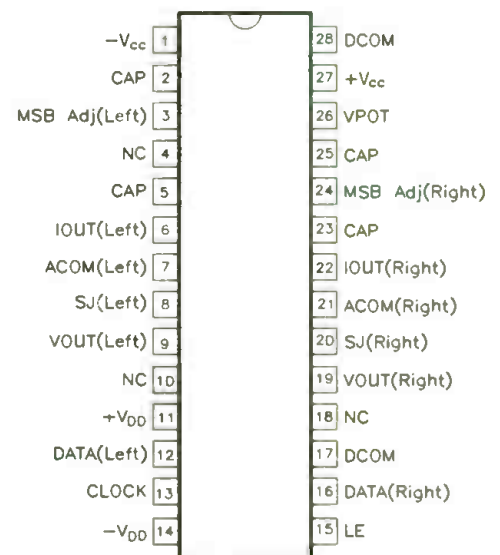 -Vcc 1 28 DCOM
CAP 2 27 +Vcc
MSB Adj(Left) 3 26 VPOT
NC 4 25 CAP
CAP 5 24 MSB Adj(Right)
IOUT(Left) 6 23 CAP
ACOM(Left) 7 22 IOUT(Right)
SJ(Left) 8 21 ACOM(Right)
VOUT(Left) 9 20 SJ(Right)
NC 10 19 VOUT(Right)
+VDD 11 18 NC
DATA(Left) 12 17 DCOM
CLOCK 13 16 DATA(Right)
-VDD 14 15 LE